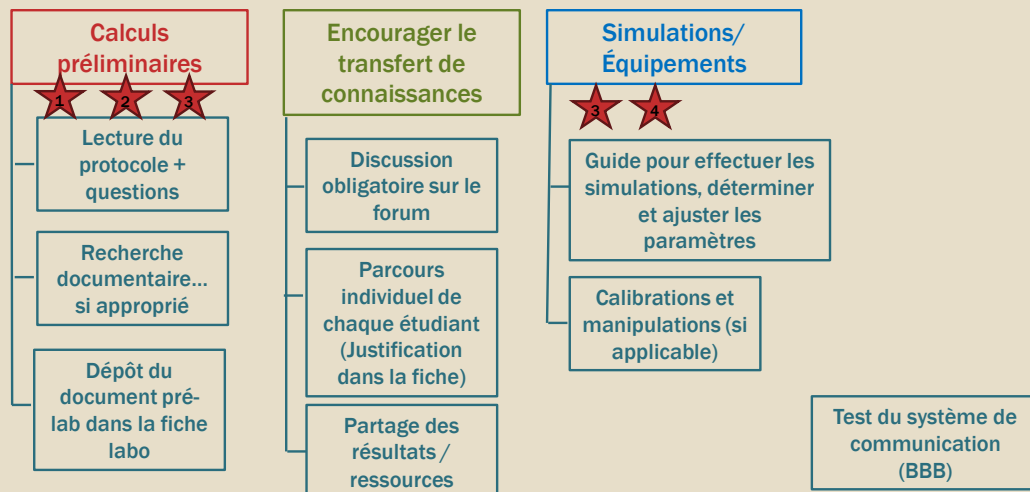 Calculs
préliminaires
1 2 3
Lecture du
protocole +
questions
Recherche
documentaire...
si approprié
Dépôt du
document pré-
lab dans la fiche
labo
Encourager le
transfert de
connaissances
Discussion
obligatoire sur le
forum
Parcours
individuel de
chaque étudiant
(Justification
dans la fiche)
Partage des
résultats /
ressources
Simulations/
Équipements
3 4
Guide pour effectuer les
simulations, déterminer
et ajuster les
paramètres
Calibrations et
manipulations (si
applicable)
Test du système de
communication
(BBB)